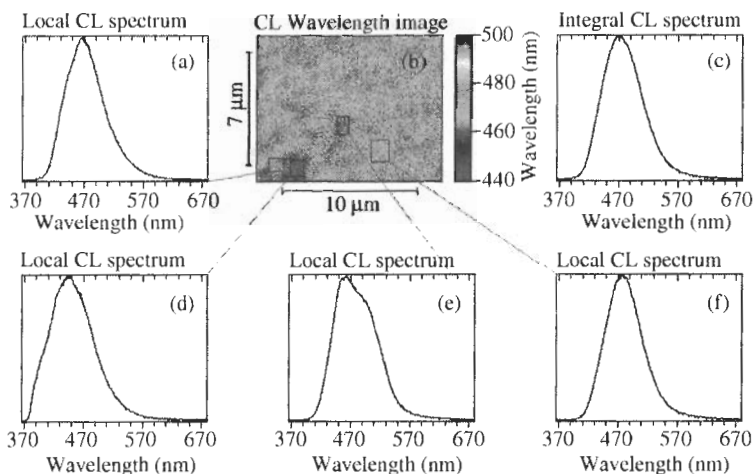 Local CL spectrum
(a)
370 470 570 670
Wavelength (nm)
CL Wavelength image
(b)
7 µm
10 µm
500
480
460
440
Wavelength (nm)
Integral CL spectrum
(c)
370 470 570 670
Wavelength (nm)
Local CL spectrum
(d)
370 470 570 670
Wavelength (nm)
Local CL spectrum
(e)
370 470 570 670
Wavelength (nm)
Local CL spectrum
(f)
370 470 570 670
Wavelength (nm)